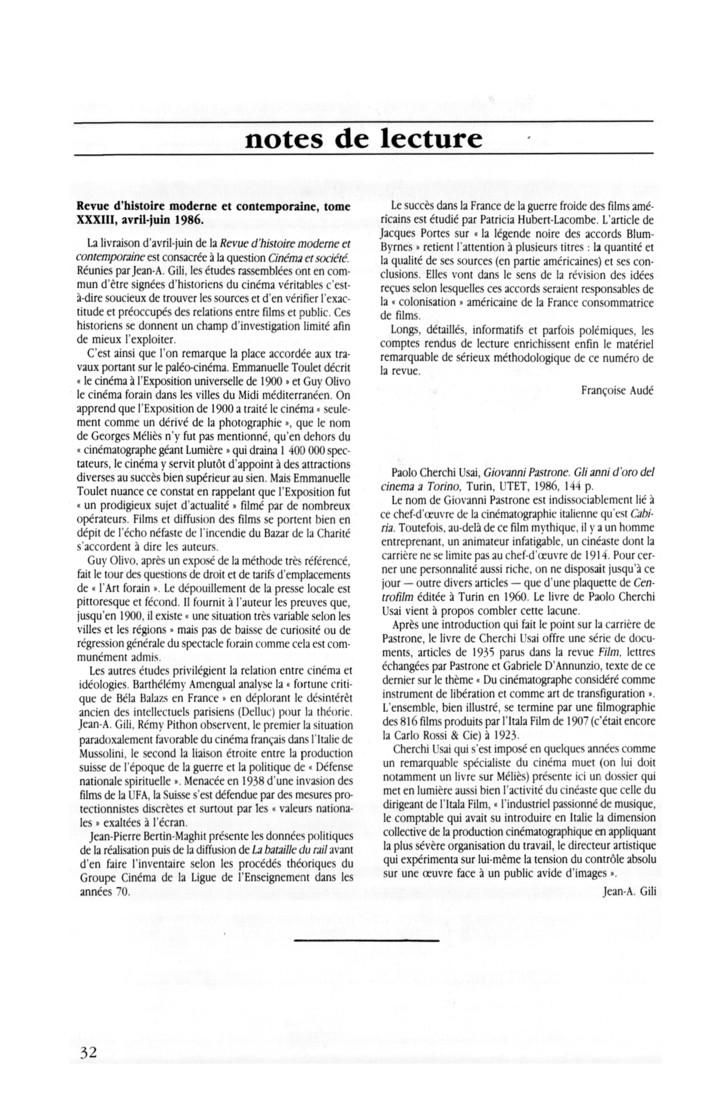 notes de lecture
Revue d'histoire moderne et contemporaine, tome
XXXIII, avril-juin 1986.
La livraison d'avril-juin de la Revue d'histoire moderne et
contemporaine est consacrée à la question Cinéma et société.
Réunies par Jean-A. Gili, les études rassemblées ont en com-
mun d'être signées d'historiens du cinéma véritables c'est-
à-dire soucieux de trouver les sources et d'en vérifier l'exac-
titude et préoccupés des relations entre films et public. Ces
historiens se donnent un champ d'investigation limité afin
de mieux l'exploiter.
C'est ainsi que l'on remarque la place accordée aux tra-
vaux portant sur le paléo-cinéma. Emmanuelle Toulet décrit
« le cinéma à l'Exposition universelle de 1900 » et Guy Olivo
le cinéma forain dans les villes du Midi méditerranéen. On
apprend que l'Exposition de 1900 a traité le cinéma « seule-
ment comme un dérivé de la photographie », que le nom
de Georges Méliès n'y fut pas mentionné, qu'en dehors du
« cinématographe géant Lumière » qui draina 1 400 000 spec-
tateurs, le cinéma y servit plutôt d'appoint à des attractions
diverses au succès bien supérieur au sien. Mais Emmanuelle
Toulet nuance ce constat en rappelant que l'Exposition fut
« un prodigieux sujet d'actualité » filmé par de nombreux
opérateurs. Films et diffusion des films se portent bien en
dépit de l'écho néfaste de l'incendie du Bazar de la Charité
s'accordent à dire les auteurs.
Guy Olivo, après un exposé de la méthode très référencé,
fait le tour des questions de droit et de tarifs d'emplacements
de « l'Art forain ». Le dépouillement de la presse locale est
pittoresque et fécond. Il fournit à l'auteur les preuves que,
jusqu'en 1900, il existe « une situation très variable selon les
villes et les régions » mais pas de baisse de curiosité ou de
régression générale du spectacle forain comme cela est com-
munément admis.
Les autres études privilégient la relation entre cinéma et
idéologies. Barthélémy Amengual analyse la « fortune criti-
que de Béla Balazs en France » en déplorant le désintérêt
ancien des intellectuels parisiens (Delluc) pour la théorie.
Jean-A. Gili, Rémy Pithon observent, le premier la situation
paradoxalement favorable du cinéma français dans l'Italie de
Mussolini, le second la liaison étroite entre la production
suisse de l'époque de la guerre et la politique de « Défense
nationale spirituelle ». Menacée en 1938 d'une invasion des
films de la UFA, la Suisse s'est défendue par des mesures pro-
tectionnistes discrètes et surtout par les « valeurs nationa-
les » exaltées à l'écran.
Jean-Pierre Bertin-Maghit présente les données politiques
de la réalisation puis de la diffusion de La bataille du rail avant
d'en faire l'inventaire selon les procédés théoriques du
Groupe Cinéma de la Ligue de l'Enseignement dans les
années 70.
Le succès dans la France de la guerre froide des films amé-
ricains est étudié par Patricia Hubert-Lacombe. L'article de
Jacques Portes sur « la légende noire des accords Blum-
Byrnes » retient l'attention à plusieurs titres : la quantité et
la qualité de ses sources (en partie américaines) et ses con-
clusions. Elles vont dans le sens de la révision des idées
reçues selon lesquelles ces accords seraient responsables de
la « colonisation » américaine de la France consommatrice
de films.
Longs, détaillés, informatifs et parfois polémiques, les
comptes rendus de lecture enrichissent enfin le matériel
remarquable de sérieux méthodologique de ce numéro de
la revue.
Françoise Audé
Paolo Cherchi Usai, Giovanni Pastrone. Gli anni d'oro del
cinema a Torino, Turin, UTET, 1986, 144 p.
Le nom de Giovanni Pastrone est indissociablement lié à
ce chef-d'œuvre de la cinématographie italienne qu'est Cabi-
ria. Toutefois, au-delà de ce film mythique, il y a un homme
entreprenant, un animateur infatigable, un cinéaste dont la
carrière ne se limite pas au chef-d'œuvre de 1914. Pour cer-
ner une personnalité aussi riche, on ne disposait jusqu'à ce
jour — outre divers articles — que d'une plaquette de Cen-
trofilm éditée à Turin en 1960. Le livre de Paolo Cherchi
Usai vient à propos combler cette lacune.
Après une introduction qui fait le point sur la carrière de
Pastrone, le livre de Cherchi Usai offre une série de docu-
ments, articles de 1935 parus dans la revue Film, lettres
échangées par Pastrone et Gabriele D'Annunzio, texte de ce
dernier sur le thème « Du cinématographe considéré comme
instrument de libération et comme art de transfiguration ».
L'ensemble, bien illustré, se termine par une filmographie
des 816 films produits par l'Itala Film de 1907 (c'était encore
la Carlo Rossi & Cie) à 1923.
Cherchi Usai qui s'est imposé en quelques années comme
un remarquable spécialiste du cinéma muet (on lui doit
notamment un livre sur Méliès) présente ici un dossier qui
met en lumière aussi bien l'activité du cinéaste que celle du
dirigeant de l'Itala Film, « l'industriel passionné de musique,
le comptable qui avait su introduire en Italie la dimension
collective de la production cinématographique en appliquant
la plus sévère organisation du travail, le directeur artistique
qui expérimenta sur lui-même la tension du contrôle absolu
sur une œuvre face à un public avide d'images ».
Jean-A. Gili
32